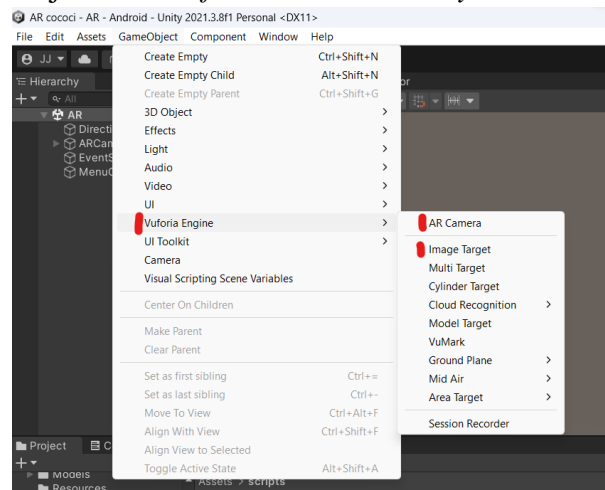 AR cococi - AR - Android - Unity 2021.3.8f1 Personal <DX11>
File Edit Assets GameObject Component Window Help
JJ
Hierarchy
All
AR
EventS
Create Empty Ctrl+Shift+N
Create Empty Child Alt+Shift+N
Create Empty Parent Ctrl+Shift+G
3D Object
Effects
Light
Audio
Video
UI
Vuforia Engine
UI Toolkit
Camera
Visual Scripting Scene Variables
Center On Children
Make Parent
Clear Parent
Set as first sibling Ctrl+=
Set as last sibling Ctrl+-
Move To View Ctrl+Alt+F
Align With View Ctrl+Shift+F
Align View to Selected
Toggle Active State Alt+Shift+A
AR Camera
Image Target
Multi Target
Cylinder Target
Cloud Recognition
Model Target
VuMark
Ground Plane
Mid Air
Area Target
Session Recorder
Project
Models
Resources
Assets > scripts